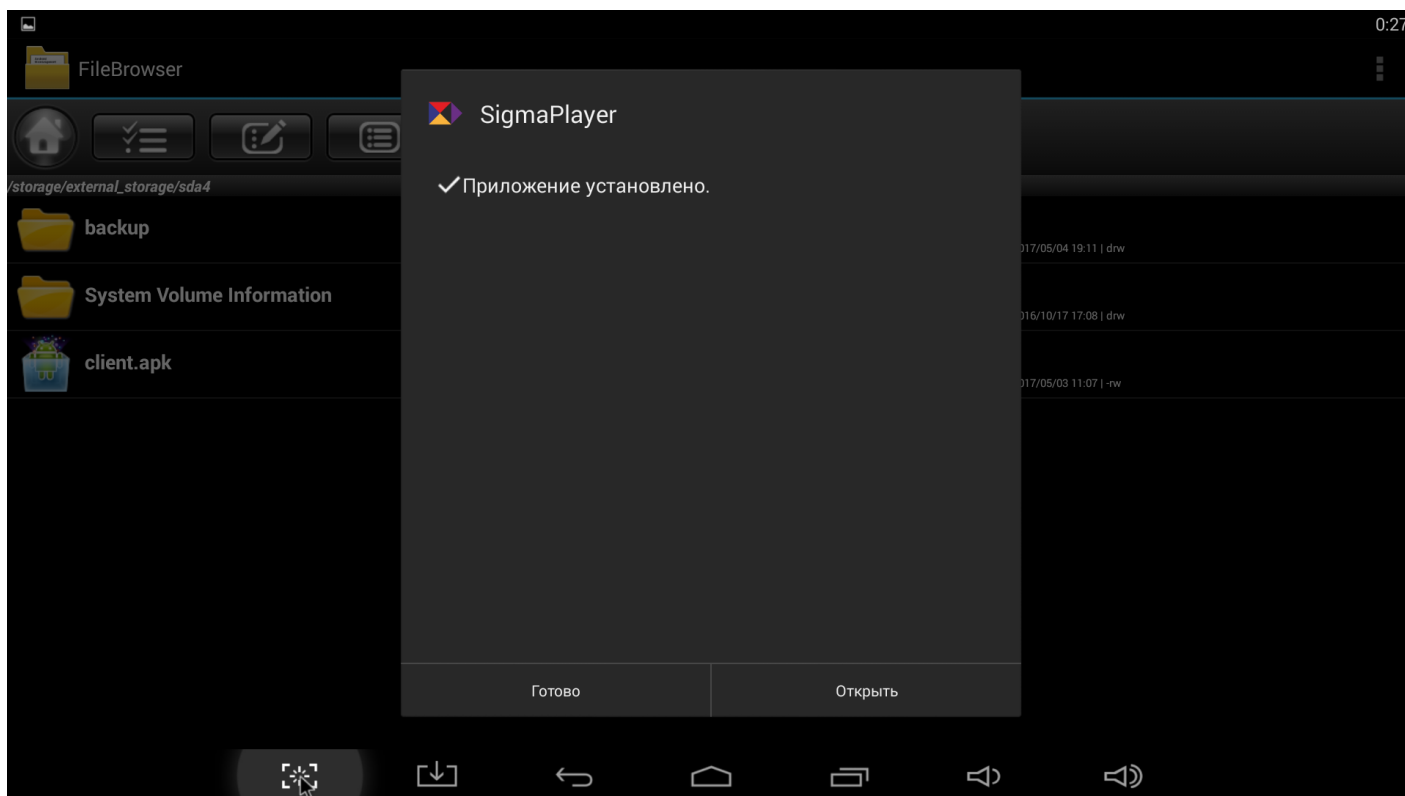 0:27
FileBrowser
SigmaPlayer
Приложение установлено.
/storage/external_storage/sda4
backup
017/05/04 19:11 | drw
System Volume Information
016/10/17 17:08 | drw
client.apk
017/05/03 11:07 | -rw
Готово
Открыть